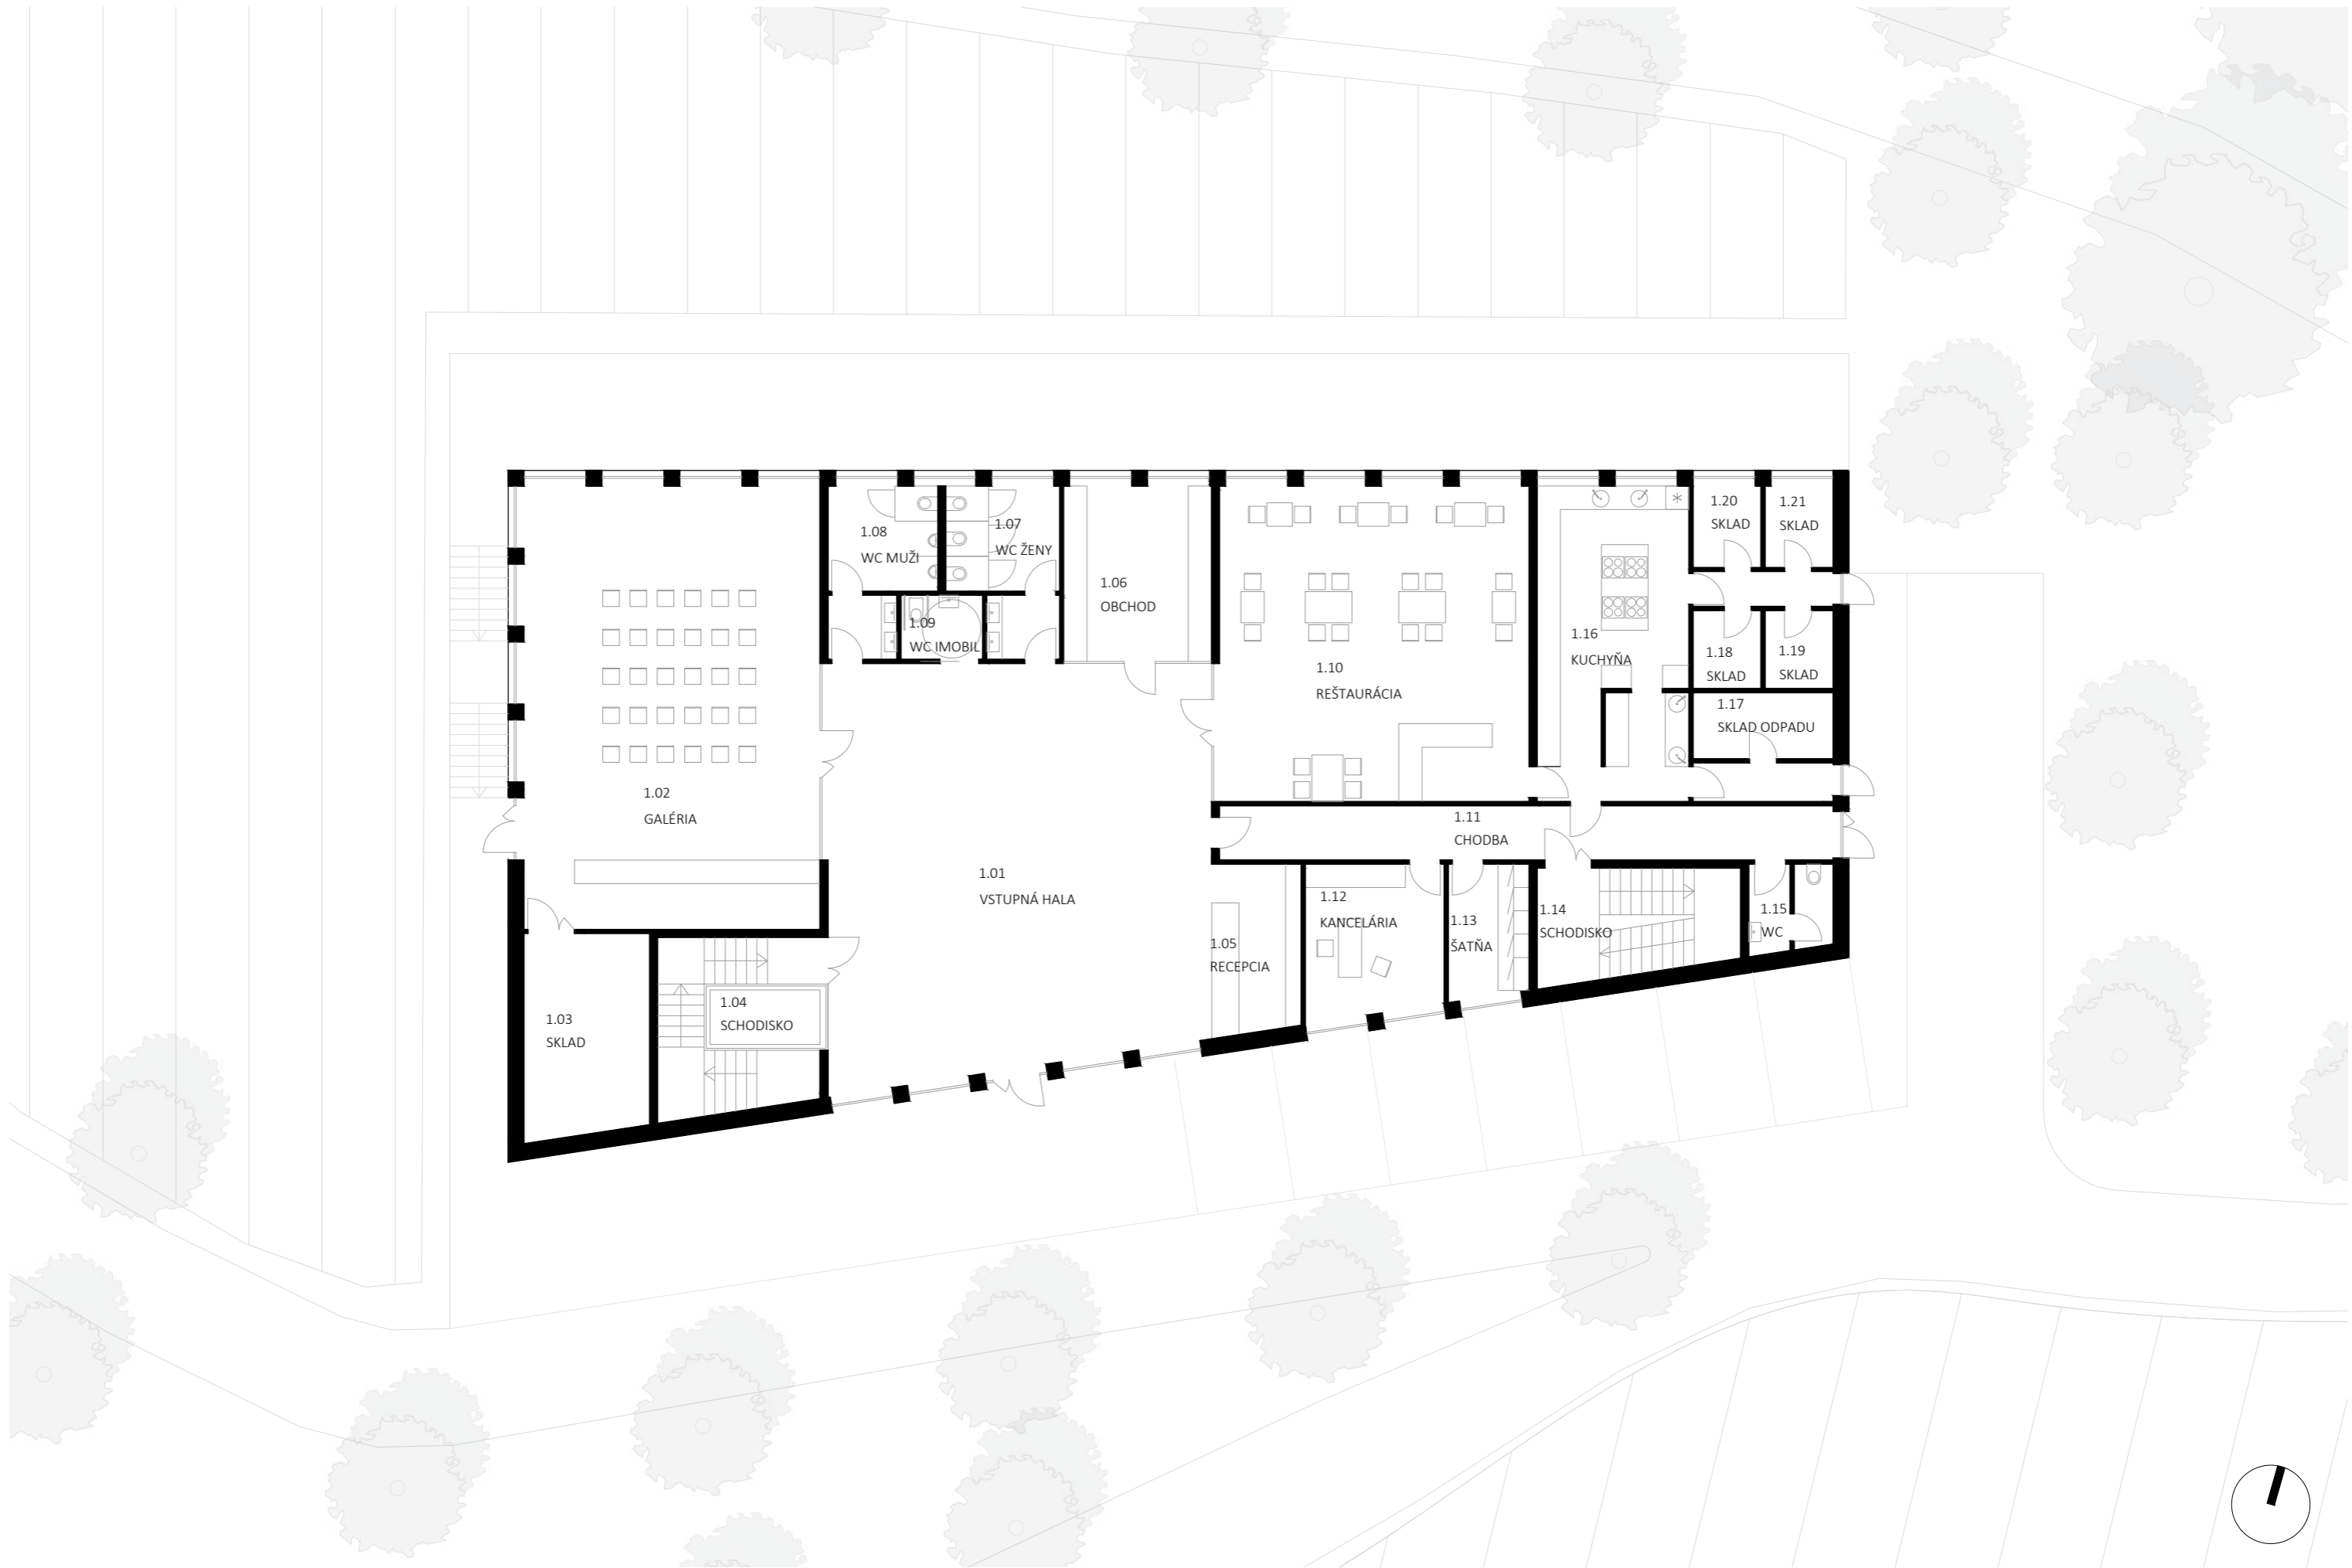 1.20
SKLAD
1.21
SKLAD
1.08
WC MUŽI
1.07
WC ŽENY
1.06
OBCHOD
1.09
WC IMOBIL
1.16
KUCHYŇA
1.18
SKLAD
1.19
SKLAD
1.10
REŠTAURÁCIA
1.17
SKLAD ODPADU
1.02
GALÉRIA
1.11
CHODBA
1.01
VSTUPNÁ HALA
1.12
KANCELÁRIA
1.13
ŠATŇA
1.14
SCHODISKO
1.15
WC
1.05
RECEPCIA
1.03
SKLAD
1.04
SCHODISKO